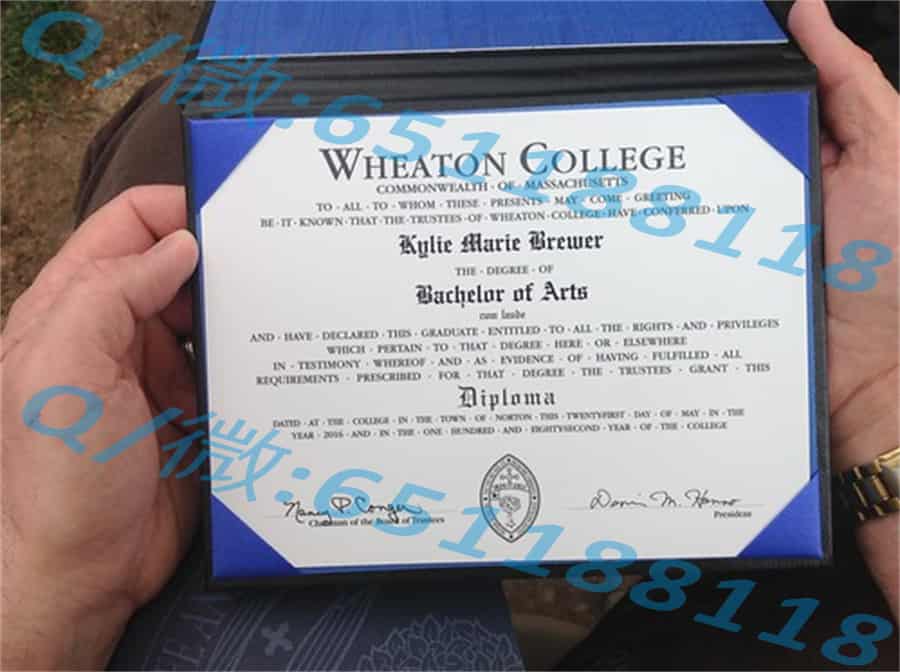 Q/微:651188118
WHEATON COLLEGE
COMMONWEALTH · OF · MASSACHUSETTS
TO · ALL · TO · WHOM · THESE · PRESENTS · MAY · COME · GREETING
BE · IT · KNOWN · THAT · THE · TRUSTEES · OF · WHEATON · COLLEGE · HAVE · CONFERRED · UPON
Kylie Marie Brewer
THE · DEGREE · OF
Bachelor of Arts
cum laude
AND · HAVE · DECLARED · THIS · GRADUATE · ENTITLED · TO · ALL · THE · RIGHTS · AND · PRIVILEGES
WHICH · PERTAIN · TO · THAT · DEGREE · HERE · OR · ELSEWHERE
IN · TESTIMONY · WHEREOF · AND · AS · EVIDENCE · OF · HAVING · FULFILLED · ALL
REQUIREMENTS · PRESCRIBED · FOR · THAT · DEGREE · THE · TRUSTEES · GRANT · THIS
Diploma
DATED · AT · THE · COLLEGE · IN · THE · TOWN · OF · NORTON · THIS · TWENTYFIRST · DAY · OF · MAY · IN · THE
YEAR · 2016 · AND · IN · THE · ONE · HUNDRED · AND · EIGHTYSECOND · YEAR · OF · THE · COLLEGE
Q/微:651188118
Chairman of the Board of Trustees
President